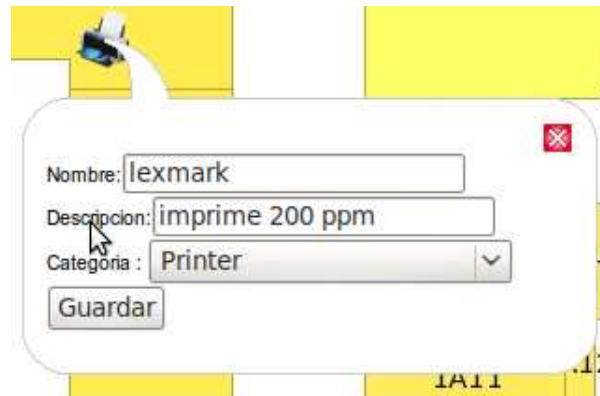 Nombre: lexmark
Descripcion: imprime 200 ppm
Categoria : Printer
Guardar
1A11